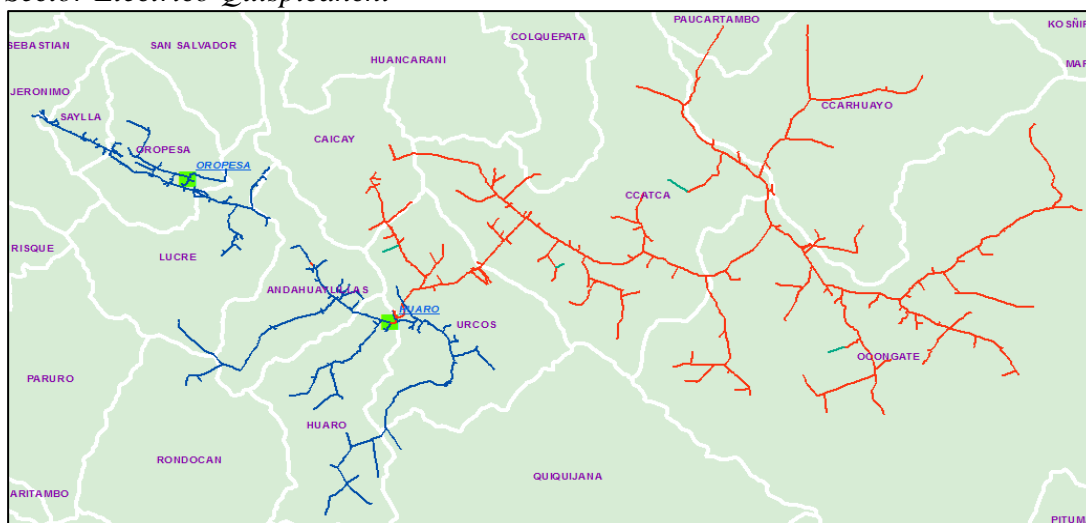 Sector Eléctrico Quispicanchi
PAUCARTAMBO
KOSÑIP
SEBASTIAN
SAN SALVADOR
COLQUEPATA
HUANCARANI
MAR
JERONIMO
CCARHUAYO
SAYLLA
CAICAY
OROPESA
OROPESA
CCATCA
RISQUE
LUCRE
ANDAHUAYLILLAS
HUARO
URCOS
OCONGATE
PARURO
HUARO
RONDOCAN
QUIQUIJANA
ARITAMBO
PITUM